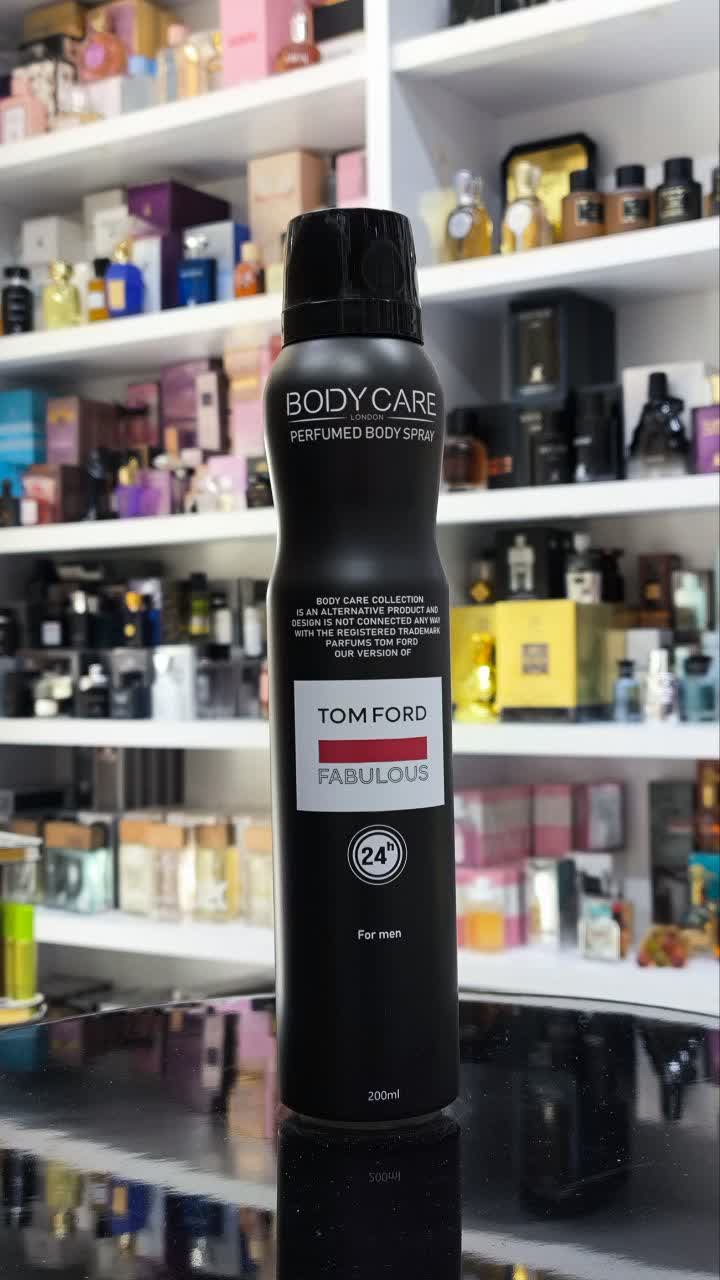 BODY CARE
LONDON
PERFUMED BODY SPRAY
BODY CARE COLLECTION
IS AN ALTERNATIVE PRODUCT AND
DESIGN IS NOT CONNECTED ANY WAY
WITH THE REGISTERED TRADEMARK
PARFUMS TOM FORD
OUR VERSION OF
TOM FORD
FABULOUS
24h
For men
200ml